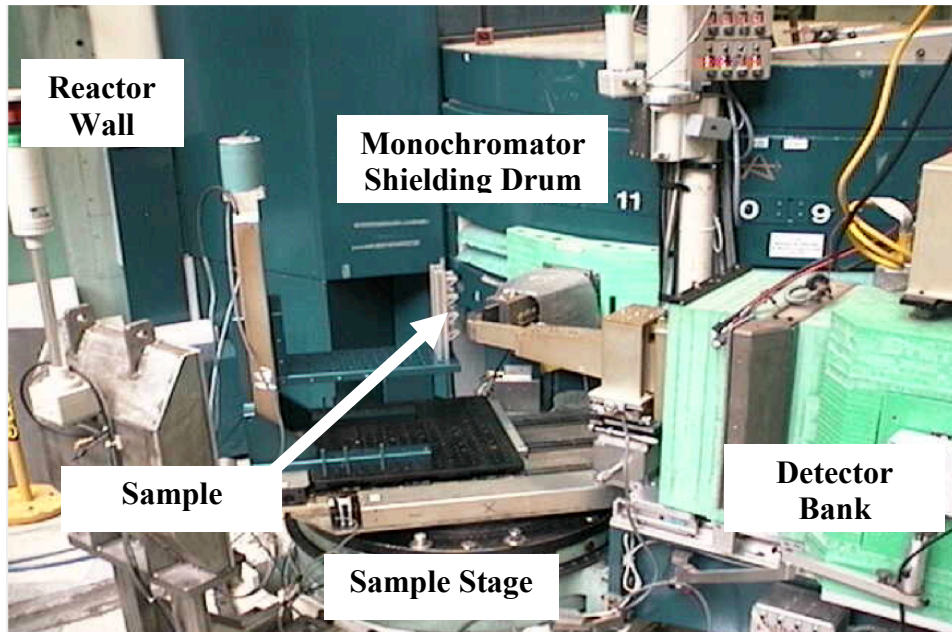 Reactor
Wall
Monochromator
Shielding Drum
11
0
9
Sample
Detector
Bank
Sample Stage